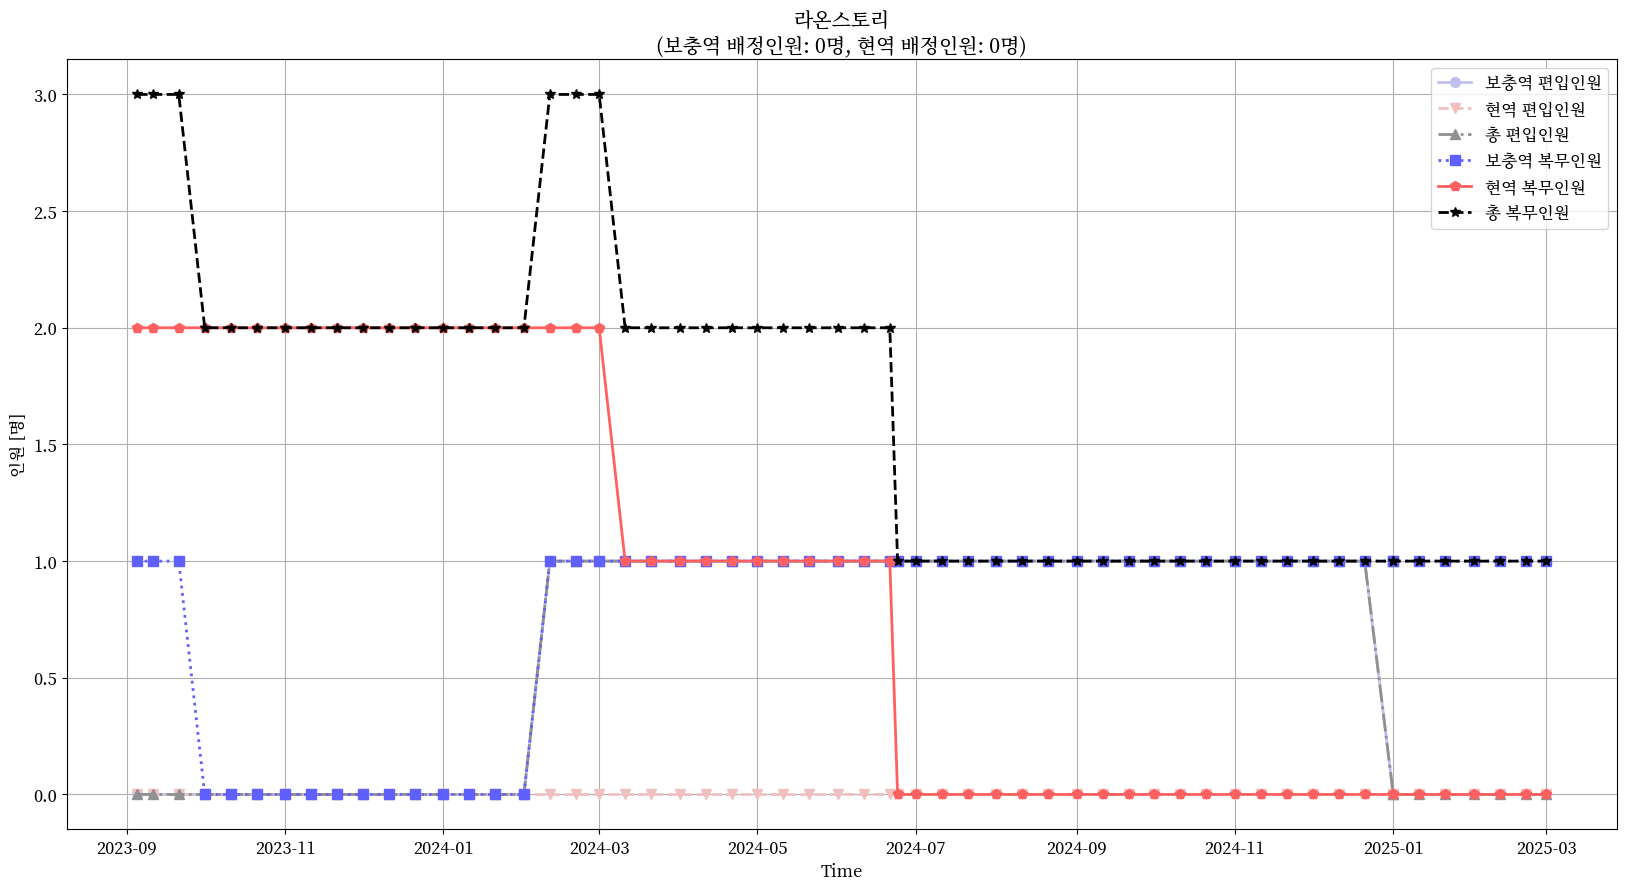 라온스토리
(보충역 배정인원: 0명, 현역 배정인원: 0명)
보충역 편입인원
현역 편입인원
총 편입인원
보충역 복무인원
현역 복무인원
총 복무인원
인원 [명]
3.0
2.5
2.0
1.5
1.0
0.5
0.0
2023-09 2023-11 2024-01 2024-03 2024-05 2024-07 2024-09 2024-11 2025-01 2025-03
Time